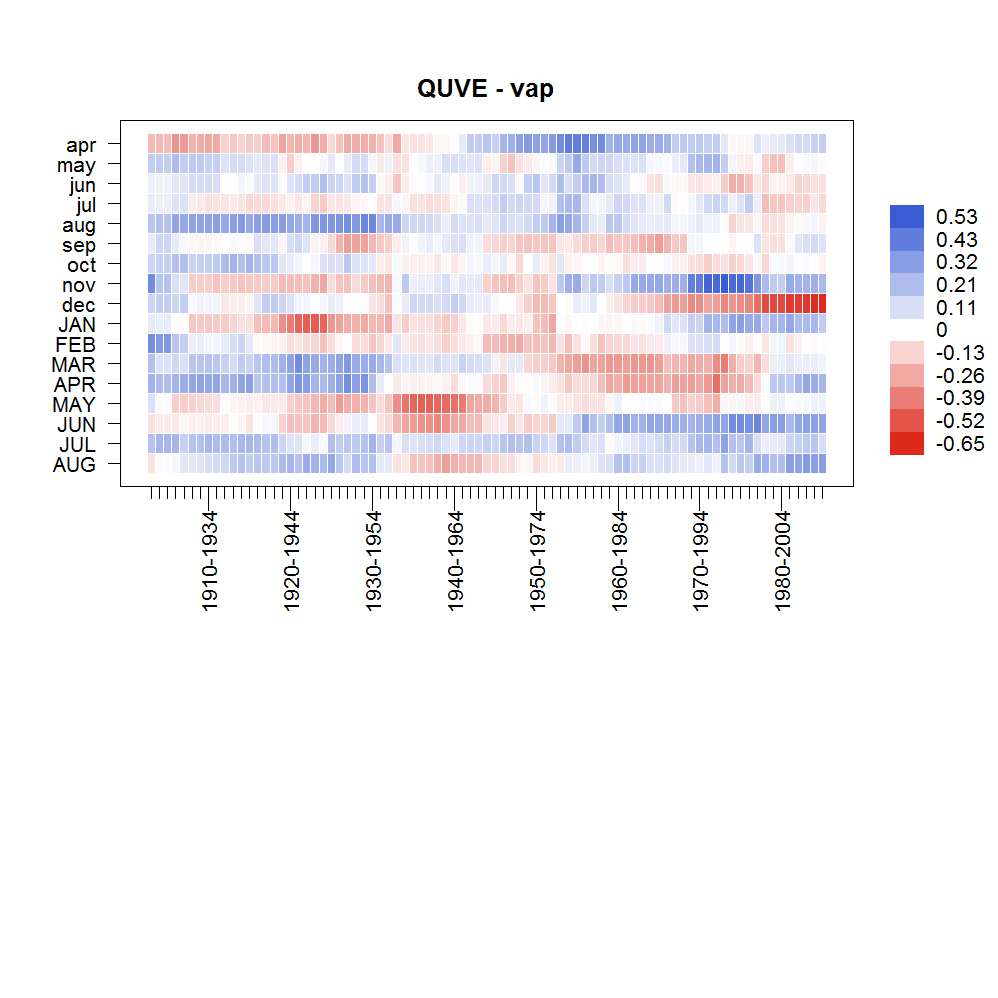 QUVE - vap
apr
may
jun
jul
aug
sep
oct
nov
dec
JAN
FEB
MAR
APR
MAY
JUN
JUL
AUG
0.53
0.43
0.32
0.21
0.11
0
-0.13
-0.26
-0.39
-0.52
-0.65
1910-1934
1920-1944
1930-1954
1940-1964
1950-1974
1960-1984
1970-1994
1980-2004